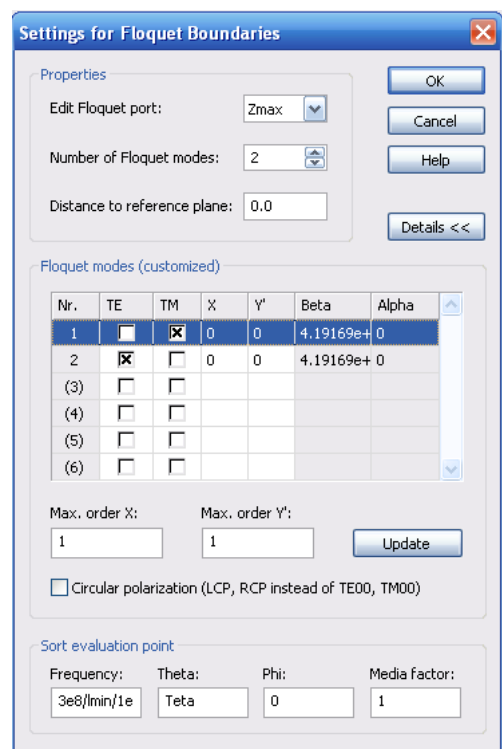 Settings for Floquet Boundaries
Properties
OK
Edit Floquet port: Zmax
Cancel
Number of Floquet modes: 2
Help
Distance to reference plane: 0.0
Details <<
Floquet modes (customized)
Nr. TE TM X Y' Beta Alpha
1 0 0 4.19169e+ 0
2 0 0 4.19169e+ 0
(3)
(4)
(5)
(6)
Max. order X: Max. order Y':
1 1 Update
Circular polarization (LCP, RCP instead of TE00, TM00)
Sort evaluation point
Frequency: Theta: Phi: Media factor:
3e8/lmin/1e Teta 0 1